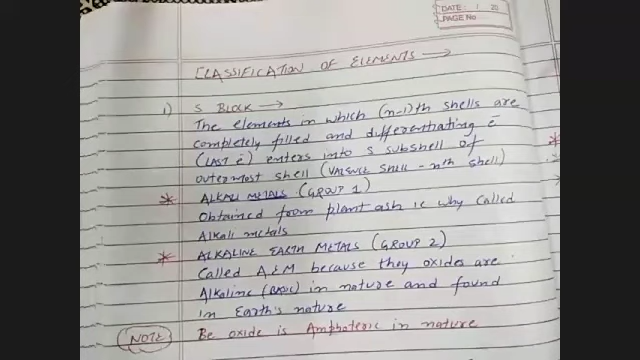 DATE: / 20
PAGE NO
CLASSIFICATION OF ELEMENTS →
i) S BLOCK →
The elements in which (n-1)th shells are
completely filled and differentiating e̅
(LAST e̅) enters into S subshell of
outermost shell (VALENCE SHELL - nth shell)
* ALKALI METALS (GROUP 1)
Obtained from plant ash ie why called
Alkali metals
* ALKALINE EARTH METALS (GROUP 2)
Called A.E.M because they oxides are
Alkaline (BASIC) in nature and found
in Earth's nature
NOTE Be oxide is Amphoteric in nature